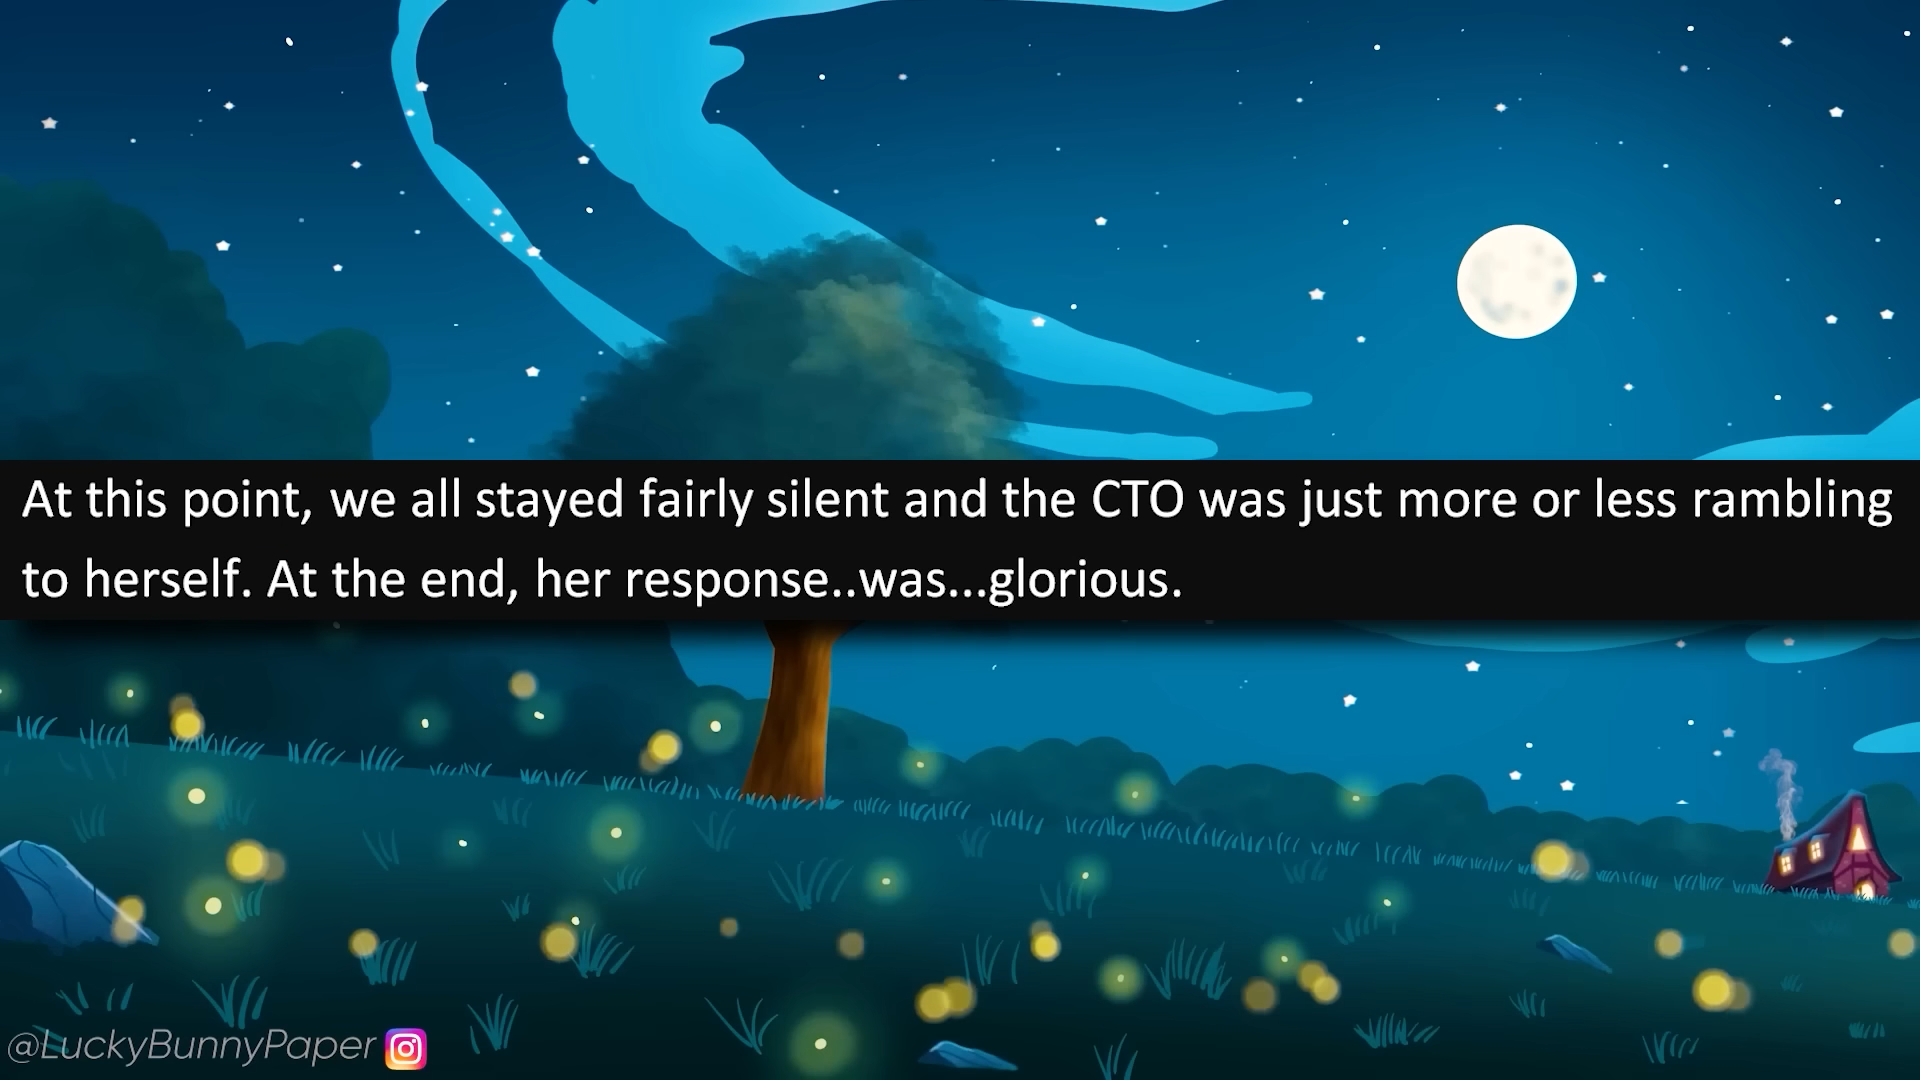 At this point, we all stayed fairly silent and the CTO was just more or less rambling
to herself. At the end, her response..was...glorious.
@LuckyBunnyPaper